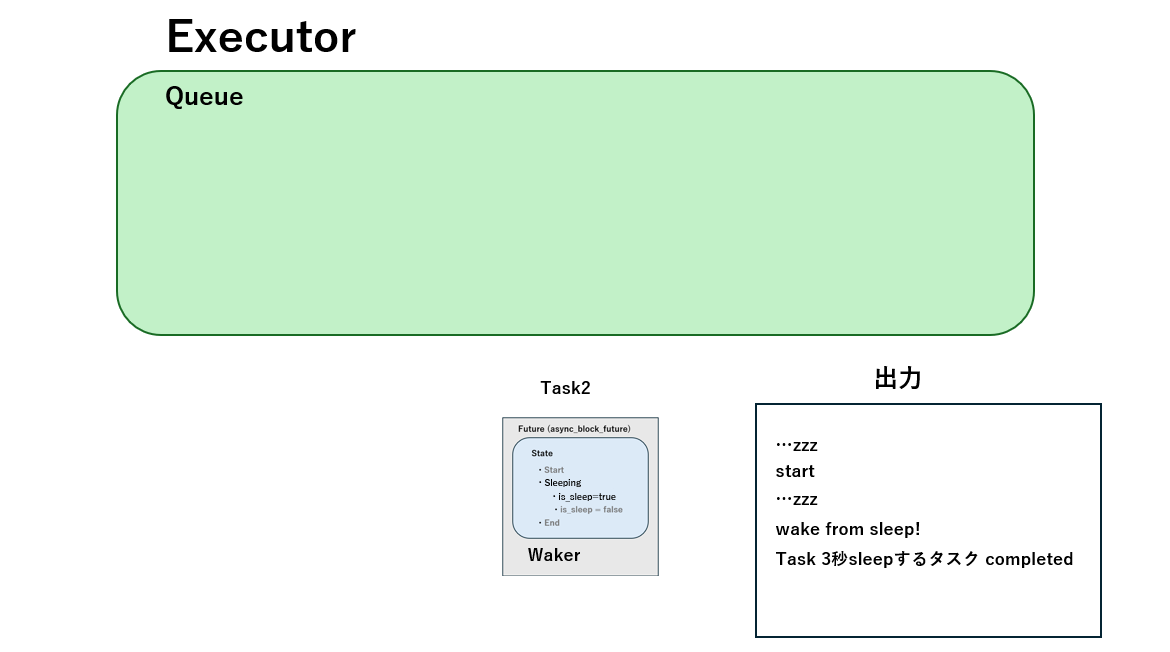 Executor
Queue
Task2
Future (async_block_future)
State
・Start
・Sleeping
・is_sleep=true
・is_sleep = false
・End
Waker
出力
…zzz
start
…zzz
wake from sleep!
Task 3秒sleepするタスク completed